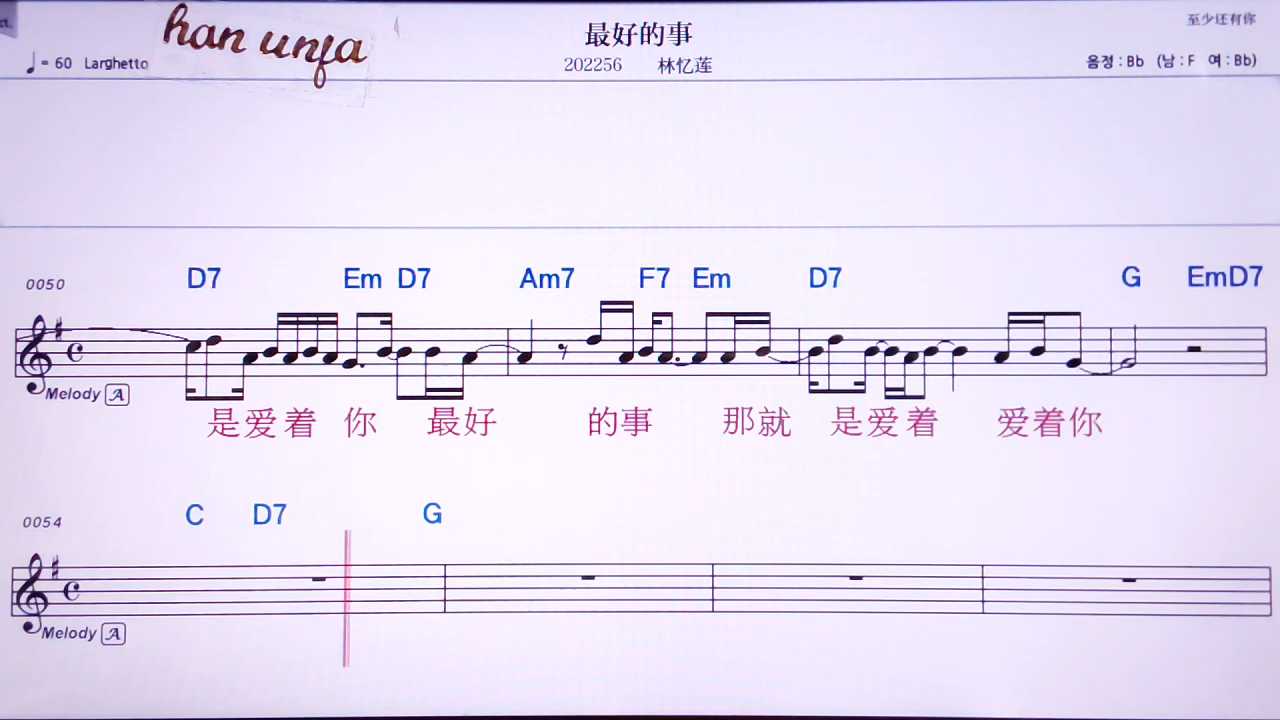 ct.
han unfa
最好的事
至少还有你
♩= 60 Larghetto
202256 林忆莲
음정 : Bb (남 : F 여 : Bb)
0050 D7 Em D7 Am7 F7 Em D7 G EmD7
Melody A
是爱着 你 最好 的事 那就 是爱着 爱着你
0054 C D7 G
Melody A